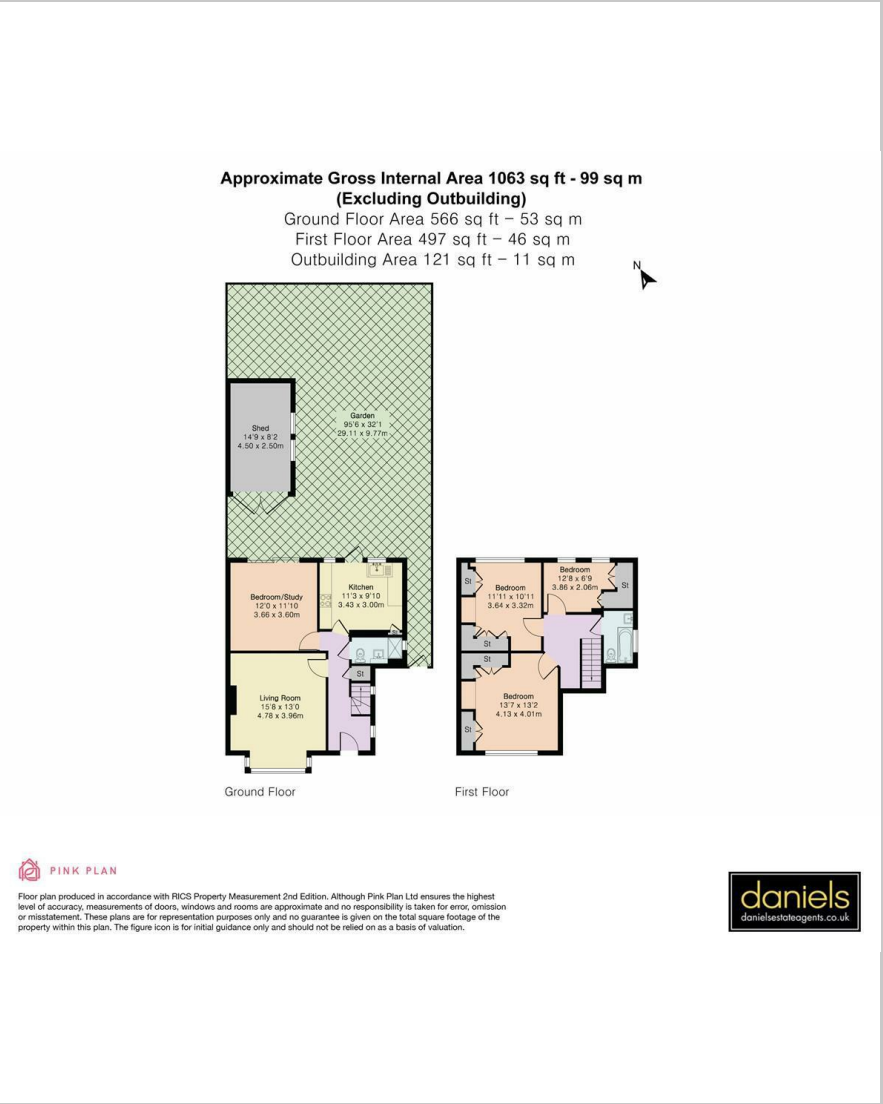 Approximate Gross Internal Area 1063 sq ft - 99 sq m
(Excluding Outbuilding)
Ground Floor Area 566 sq ft – 53 sq m
First Floor Area 497 sq ft – 46 sq m
Outbuilding Area 121 sq ft – 11 sq m
N
Shed
14'9 x 8'2
4.50 x 2.50m
Garden
95'6 x 32'1
29.11 x 9.77m
Bedroom/Study
12'0 x 11'10
3.66 x 3.60m
Kitchen
11'3 x 9'10
3.43 x 3.00m
St
St
Living Room
15'8 x 13'0
4.78 x 3.96m
Ground Floor
St
Bedroom
11'11 x 10'11
3.64 x 3.32m
St
Bedroom
12'8 x 6'9
3.86 x 2.06m
St
St
Bedroom
13'7 x 13'2
4.13 x 4.01m
St
First Floor
PINK PLAN
Floor plan produced in accordance with RICS Property Measurement 2nd Edition. Although Pink Plan Ltd ensures the highest
level of accuracy, measurements of doors, windows and rooms are approximate and no responsibility is taken for error, omission
or misstatement. These plans are for representation purposes only and no guarantee is given on the total square footage of the
property within this plan. The figure icon is for initial guidance only and should not be relied on as a basis of valuation.
daniels
danielsestateagents.co.uk